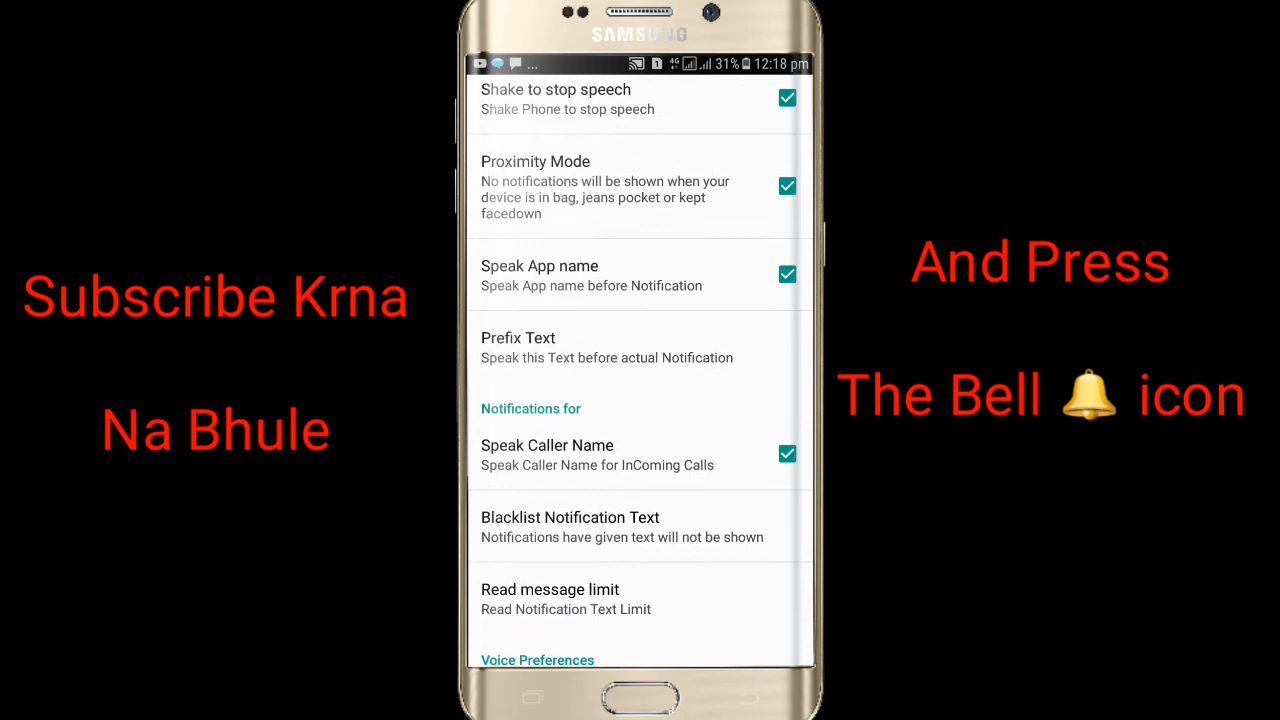 SAMSUNG
... 1 4G 31% 12:18 pm
Shake to stop speech
Shake Phone to stop speech
Proximity Mode
No notifications will be shown when your
device is in bag, jeans pocket or kept
facedown
Speak App name
Speak App name before Notification
Prefix Text
Speak this Text before actual Notification
Notifications for
Speak Caller Name
Speak Caller Name for InComing Calls
Blacklist Notification Text
Notifications have given text will not be shown
Read message limit
Read Notification Text Limit
Voice Preferences
Subscribe Krna
Na Bhule
And Press
The Bell 🔔 icon